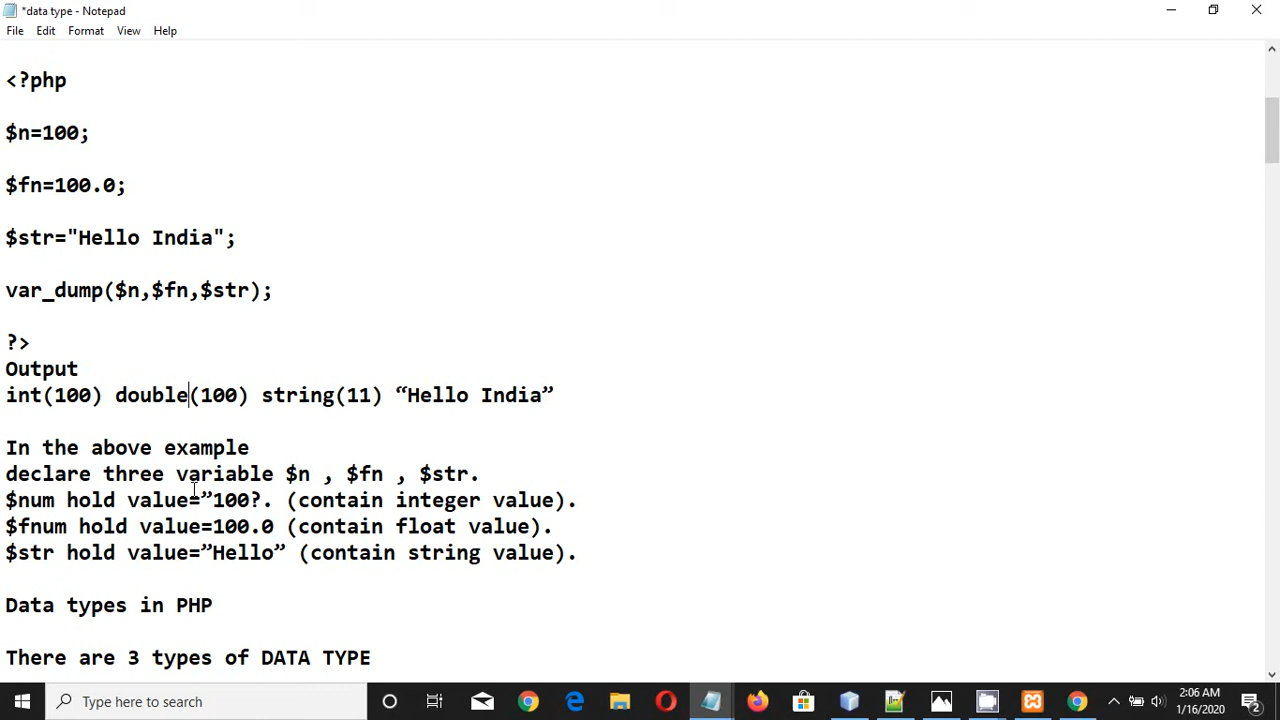 *data type - Notepad
File Edit Format View Help
<?php
$n=100;
$fn=100.0;
$str="Hello India";
var_dump($n,$fn,$str);
?>
Output
int(100) double(100) string(11) “Hello India”
In the above example
declare three variable $n , $fn , $str.
$num hold value=”100?. (contain integer value).
$fnum hold value=100.0 (contain float value).
$str hold value=”Hello” (contain string value).
Data types in PHP
There are 3 types of DATA TYPE
Type here to search
2:06 AM
1/16/2020
2